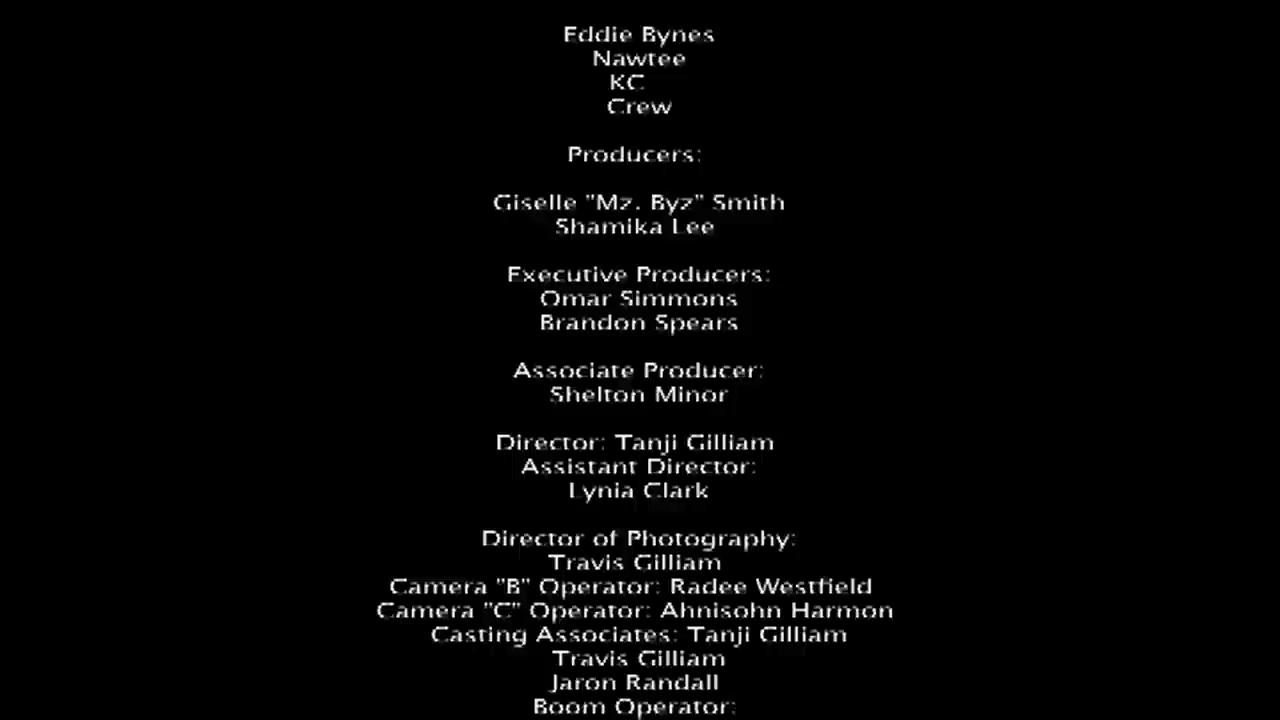 Eddie Bynes
Nawtee
KC
Crew
Producers:
Giselle "Mz. Byz" Smith
Shamika Lee
Executive Producers:
Omar Simmons
Brandon Spears
Associate Producer:
Shelton Minor
Director: Tanji Gilliam
Assistant Director:
Lynia Clark
Director of Photography:
Travis Gilliam
Camera "B" Operator: Radee Westfield
Camera "C" Operator: Ahnisohn Harmon
Casting Associates: Tanji Gilliam
Travis Gilliam
Jaron Randall
Boom Operator: